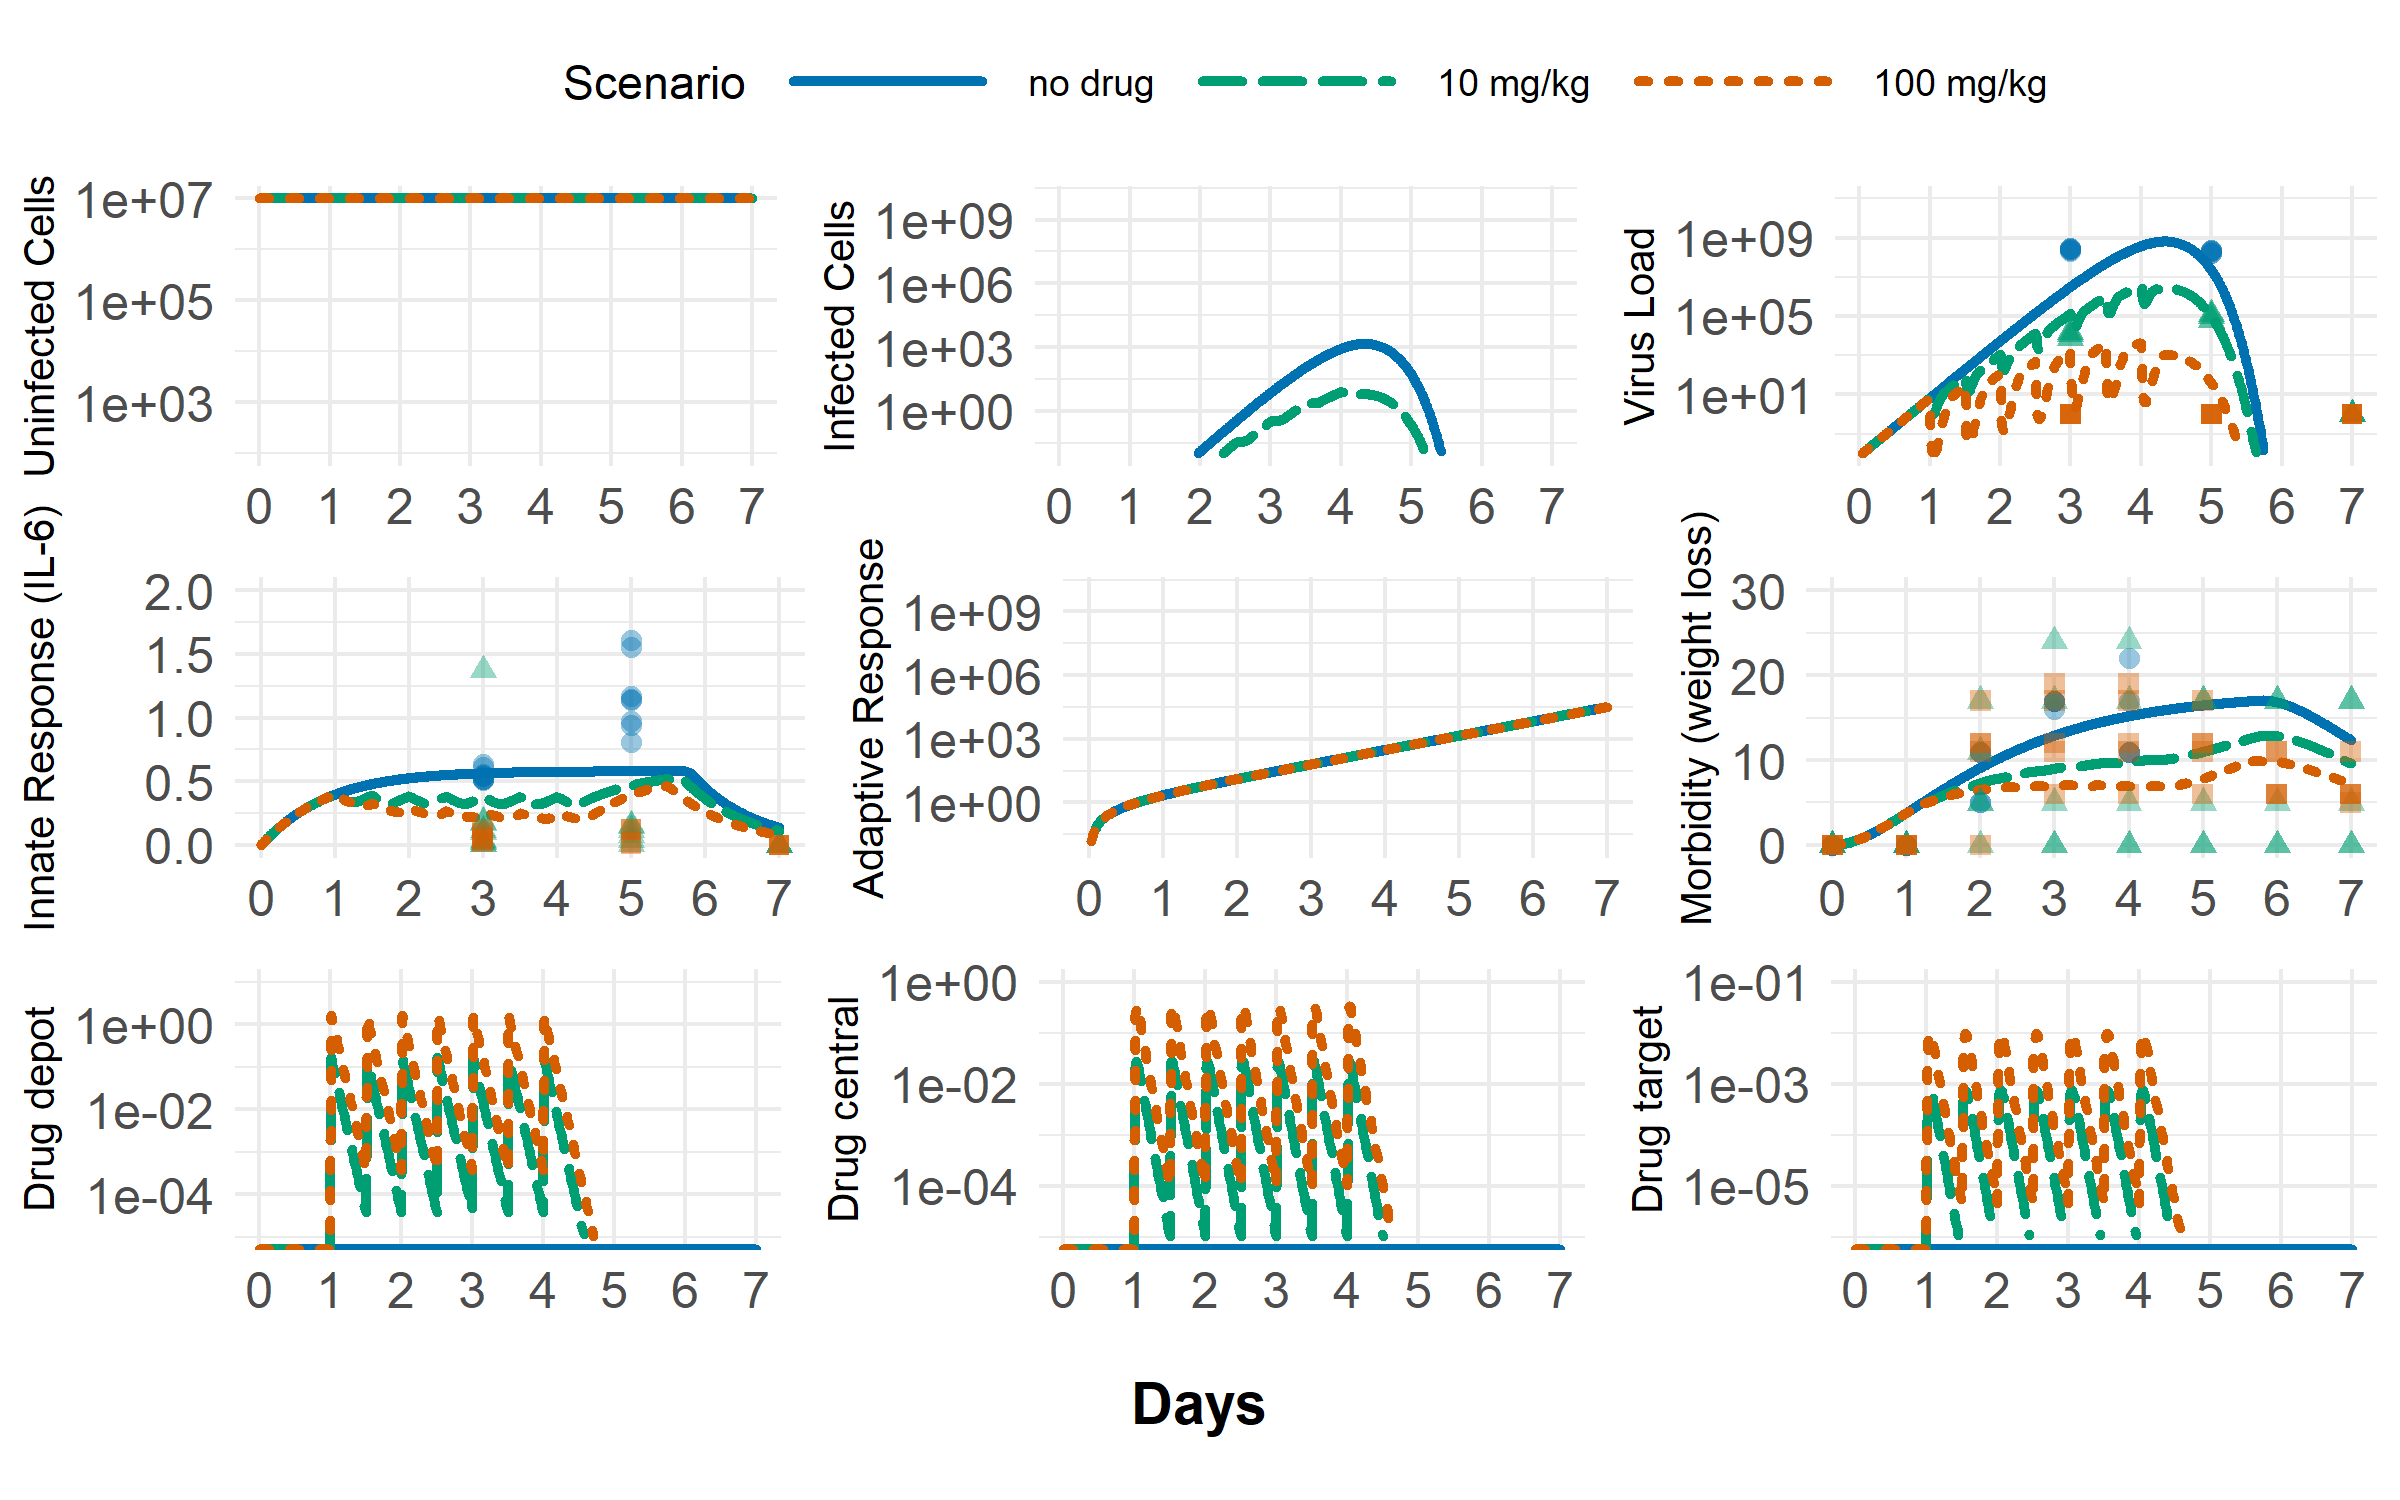 Scenario no drug 10 mg/kg 100 mg/kg
Uninfected Cells
1e+07
1e+05
1e+03
0 1 2 3 4 5 6 7
Infected Cells
1e+09
1e+06
1e+03
1e+00
0 1 2 3 4 5 6 7
Virus Load
1e+09
1e+05
1e+01
0 1 2 3 4 5 6 7
Innate Response (IL-6)
2.0
1.5
1.0
0.5
0.0
0 1 2 3 4 5 6 7
Adaptive Response
1e+09
1e+06
1e+03
1e+00
0 1 2 3 4 5 6 7
Morbidity (weight loss)
30
20
10
0
0 1 2 3 4 5 6 7
Drug depot
1e+00
1e-02
1e-04
0 1 2 3 4 5 6 7
Drug central
1e+00
1e-02
1e-04
0 1 2 3 4 5 6 7
Drug target
1e-01
1e-03
1e-05
0 1 2 3 4 5 6 7
Days